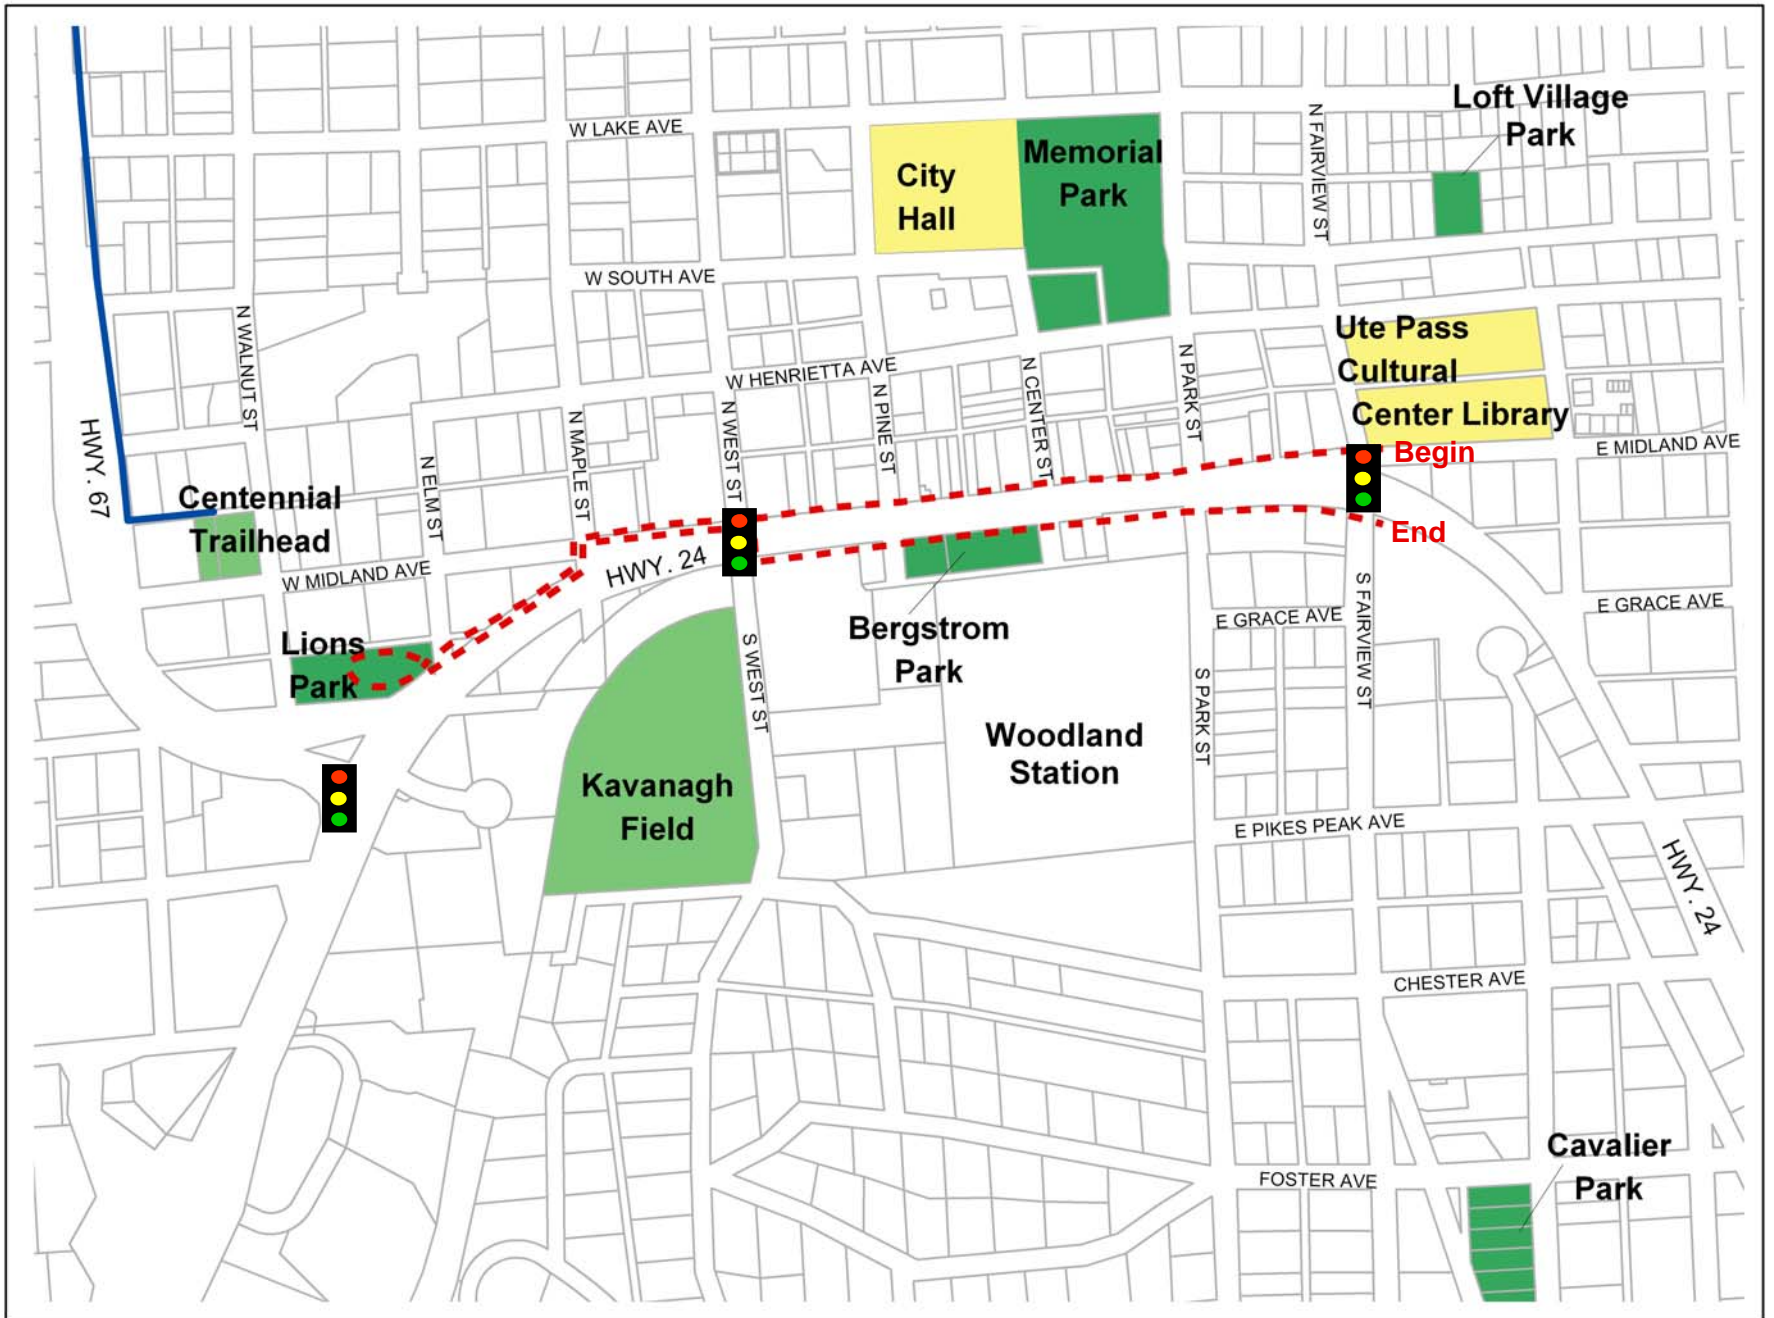 Loft Village
Park
W LAKE AVE
N FAIRVIEW ST
Memorial
Park
City
Hall
W SOUTH AVE
N WALNUT ST
Ute Pass
Cultural
Center Library
W HENRIETTA AVE
N PARK ST
N CENTER ST
N PINE ST
N WEST ST
N MAPLE ST
N ELM ST
HWY. 67
E MIDLAND AVE
Begin
End
Centennial
Trailhead
W MIDLAND AVE
HWY. 24
Lions
Park
Bergstrom
Park
E GRACE AVE
E GRACE AVE
S FAIRVIEW ST
S WEST ST
S PARK ST
Woodland
Station
Kavanagh
Field
E PIKES PEAK AVE
HWY. 24
CHESTER AVE
Cavalier
Park
FOSTER AVE